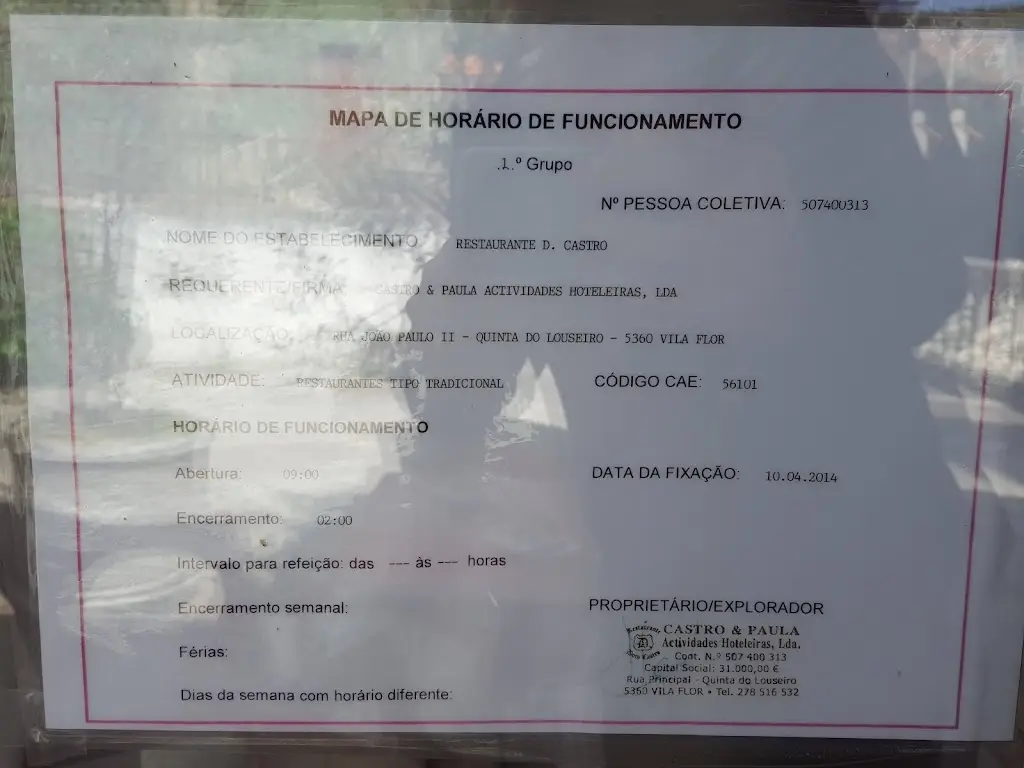 MAPA DE HORÁRIO DE FUNCIONAMENTO
1.º Grupo
Nº PESSOA COLETIVA: 507400313
NOME DO ESTABELECIMENTO: RESTAURANTE D. CASTRO
REQUERENTE/FIRMA: CASTRO & PAULA ACTIVIDADES HOTELEIRAS, LDA
LOCALIZAÇÃO: RUA JOÃO PAULO II - QUINTA DO LOUSEIRO - 5360 VILA FLOR
ATIVIDADE: RESTAURANTES TIPO TRADICIONAL CÓDIGO CAE: 56101
HORÁRIO DE FUNCIONAMENTO
Abertura: 09:00 DATA DA FIXAÇÃO: 10.04.2014
Encerramento: 02:00
Intervalo para refeição: das --- às --- horas
Encerramento semanal: PROPRIETÁRIO/EXPLORADOR
CASTRO & PAULA
Actividades Hoteleiras, Lda.
Cont. N.º 507 400 313
Capital Social: 31.000,00 €
Rua Principal - Quinta do Louseiro
5360 VILA FLOR • Tel. 278 516 532
Férias:
Dias da semana com horário diferente: